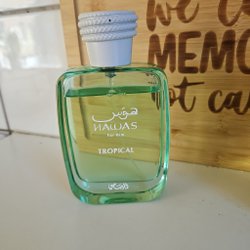 we c
MEMO
ot ca
هوس
HAWAS
for him
TROPICAL